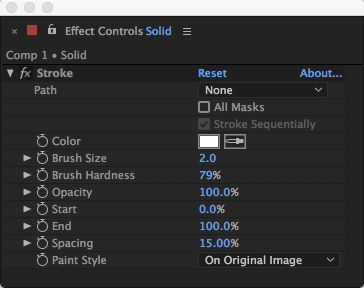 Effect Controls Solid
Comp 1 • Solid
fx Stroke Reset About...
Path None
All Masks
Stroke Sequentially
Color
Brush Size 2.0
Brush Hardness 79%
Opacity 100.0%
Start 0.0%
End 100.0%
Spacing 15.00%
Paint Style On Original Image